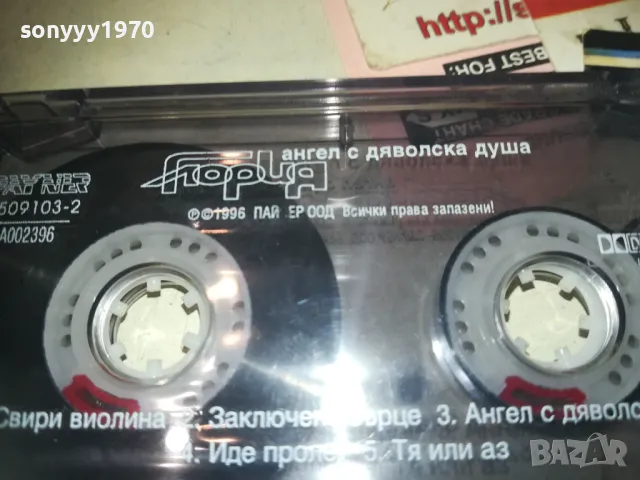 sonyyy1970
http://
BEST FOR:
ангел с дяволска душа
Глория
PAYNER
509103-2
A002396
℗©1996 ПАЙ ЕР ООД Всички права запазени!
Свири виолина 2. Заключен 3. Ангел с дяволс
4. Иде проле 5. Тя или аз
BAZAR